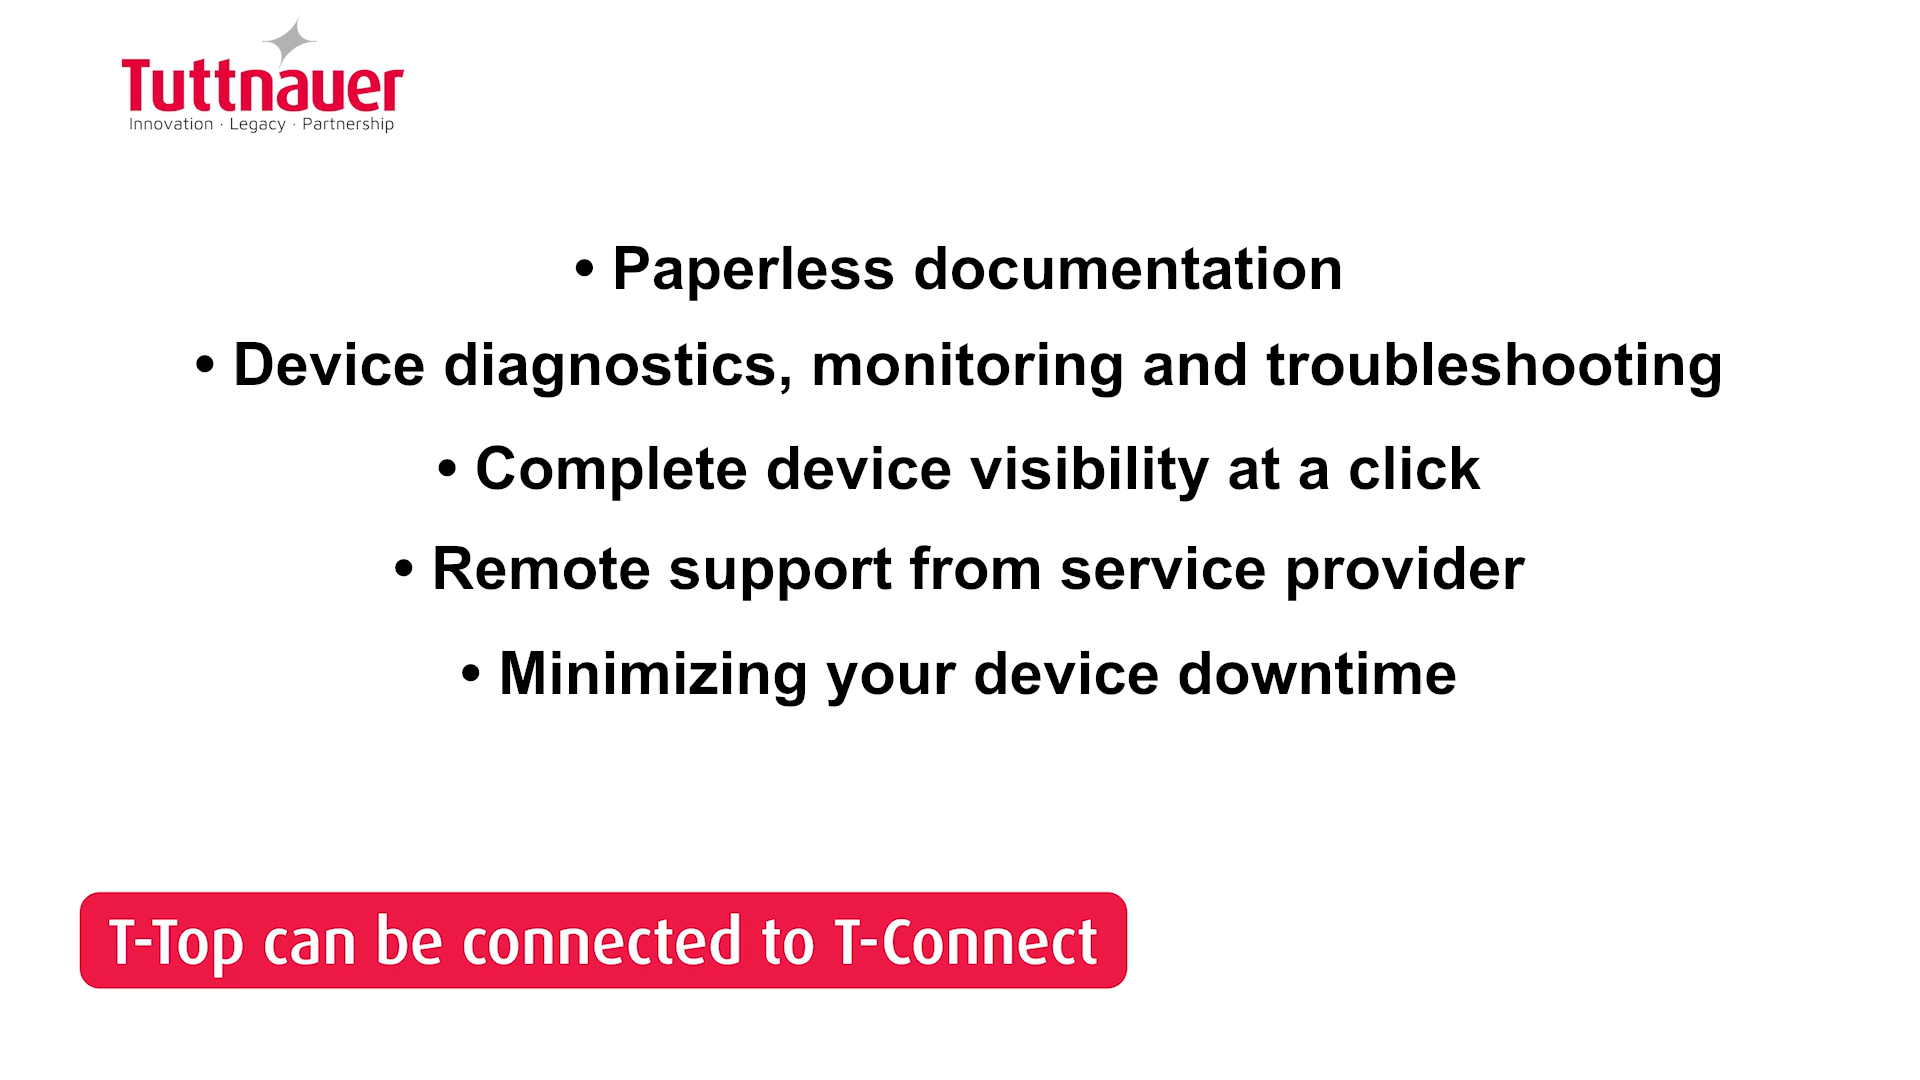 Tuttnauer
Innovation · Legacy · Partnership
• Paperless documentation
• Device diagnostics, monitoring and troubleshooting
• Complete device visibility at a click
• Remote support from service provider
• Minimizing your device downtime
T-Top can be connected to T-Connect